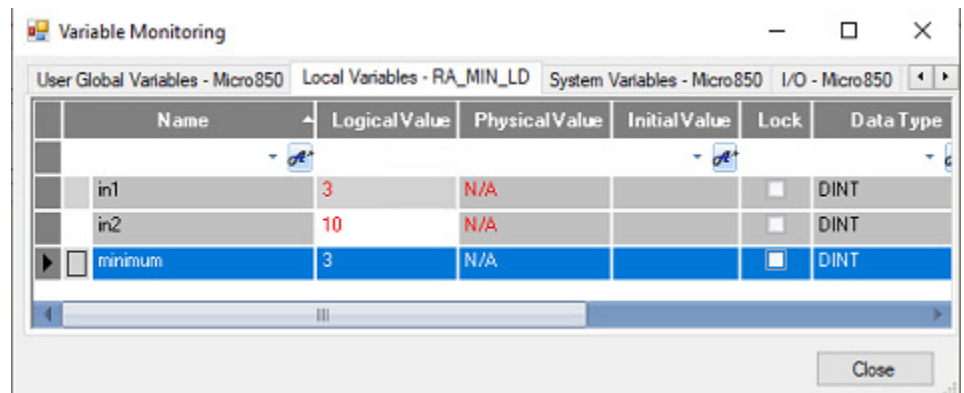 Variable Monitoring
User Global Variables - Micro850 Local Variables - RA_MIN_LD System Variables - Micro850 I/O - Micro850
Name Logical Value Physical Value Initial Value Lock Data Type
in1 3 N/A DINT
in2 10 N/A DINT
minimum 3 N/A DINT
Close